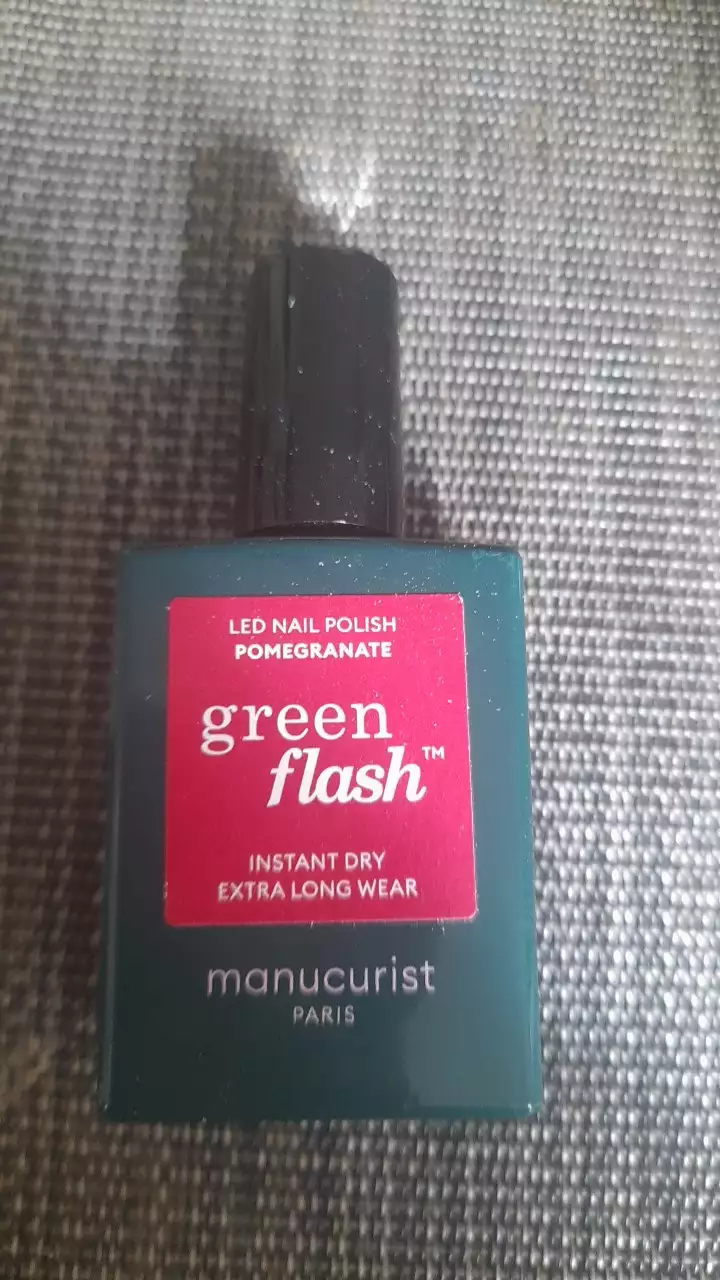 LED NAIL POLISH
POMEGRANATE
green
flash™
INSTANT DRY
EXTRA LONG WEAR
manucurist
PARIS